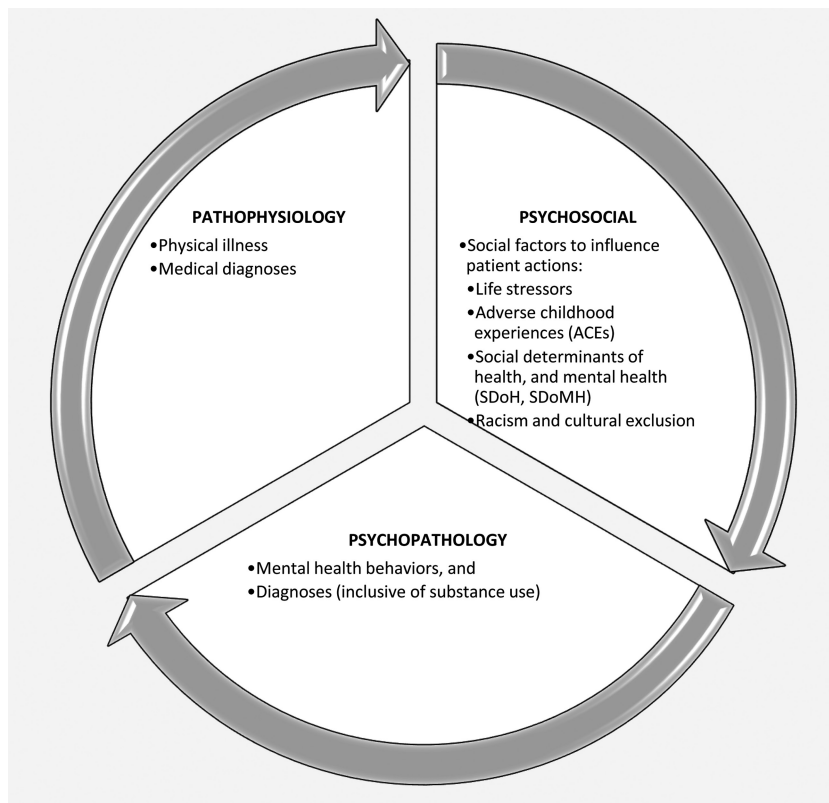 PATHOPHYSIOLOGY
•Physical illness
•Medical diagnoses
PSYCHOSOCIAL
•Social factors to influence
patient actions:
•Life stressors
•Adverse childhood
experiences (ACEs)
•Social determinants of
health, and mental health
(SDoH, SDoMH)
•Racism and cultural exclusion
PSYCHOPATHOLOGY
•Mental health behaviors, and
•Diagnoses (inclusive of substance use)